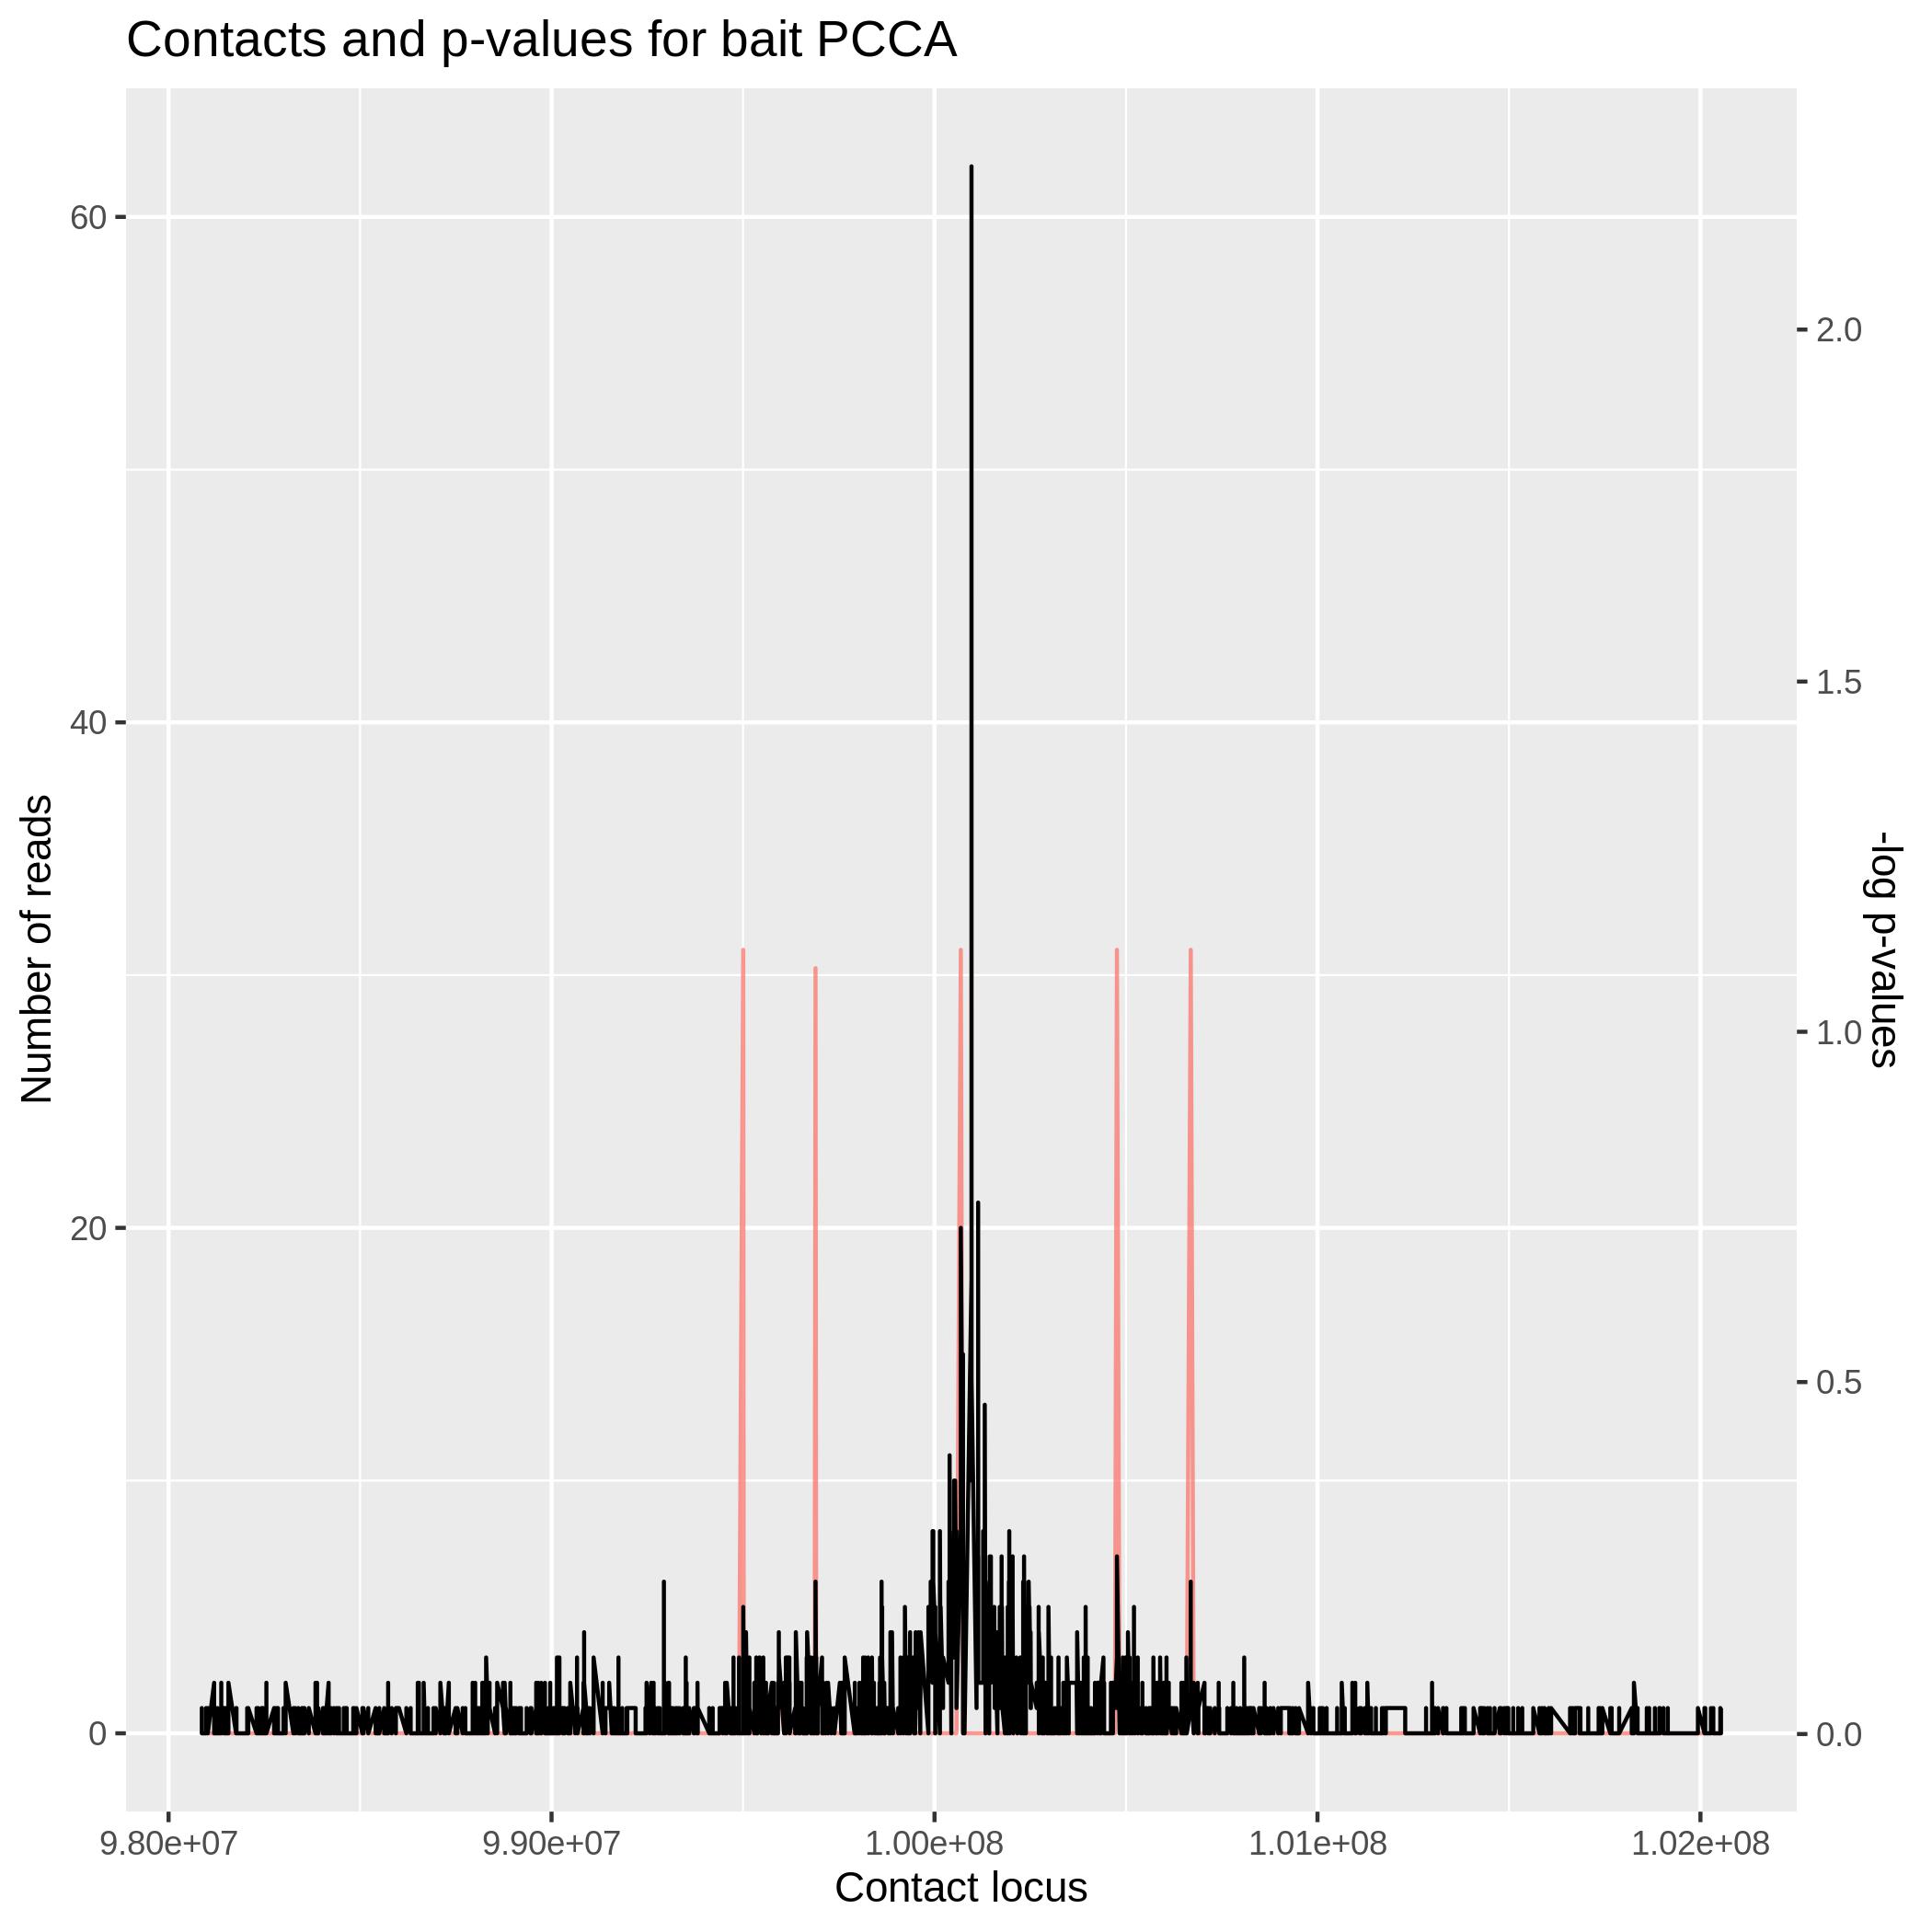 Contacts and p-values for bait PCCA
60
40
20
0
Number of reads
2.0
1.5
1.0
0.5
0.0
-log p-values
9.80e+07
9.90e+07
1.00e+08
1.01e+08
1.02e+08
Contact locus